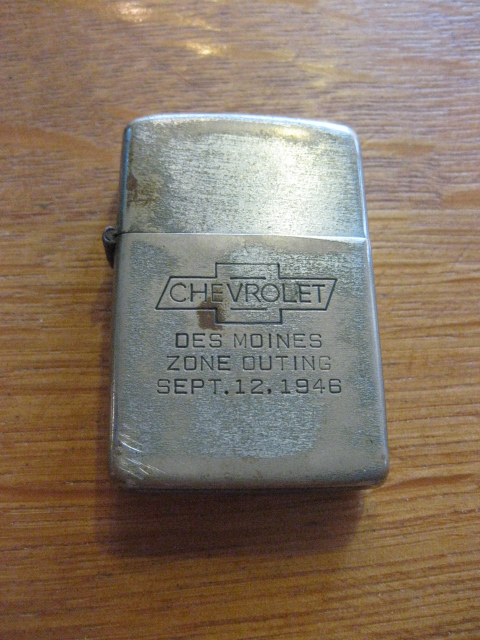 CHEVROLET
DES MOINES
ZONE OUTING
SEPT.12,1946